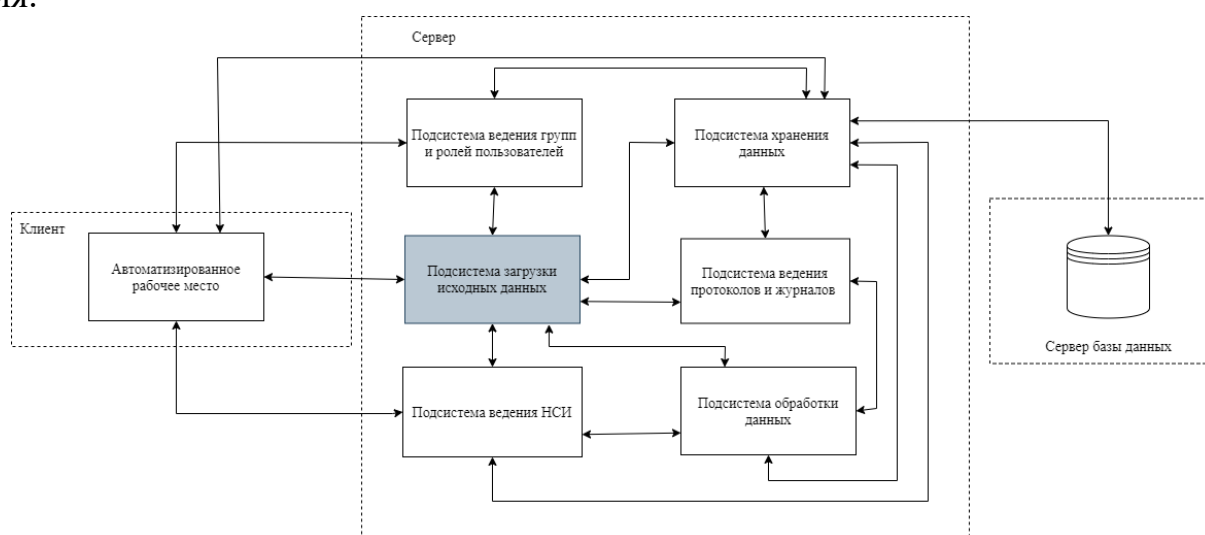 ия.
Сервер
Подсистема ведения групп
и ролей пользователей
Подсистема хранения
данных
Клиент
Автоматизированное
рабочее место
Подсистема загрузки
исходных данных
Подсистема ведения
протоколов и журналов
Сервер базы данных
Подсистема ведения НСИ
Подсистема обработки
данных